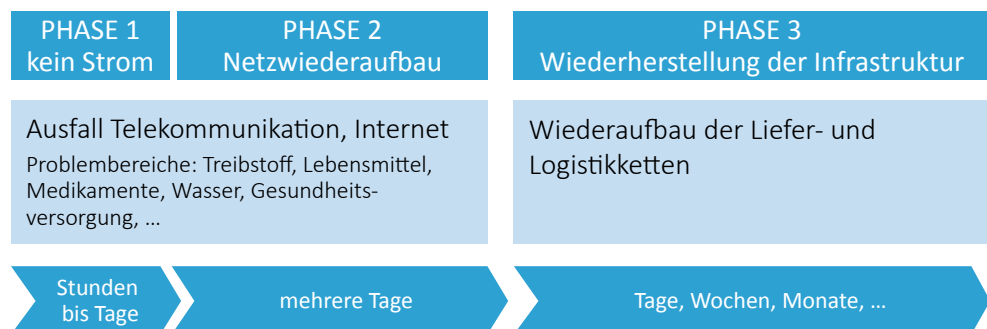 PHASE 1
kein Strom
PHASE 2
Netzwiederaufbau
PHASE 3
Wiederherstellung der Infrastruktur
Ausfall Telekommunikation, Internet
Problembereiche: Treibstoff, Lebensmittel,
Medikamente, Wasser, Gesundheits-
versorgung, …
Wiederaufbau der Liefer- und
Logistikketten
Stunden
bis Tage
mehrere Tage
Tage, Wochen, Monate, …